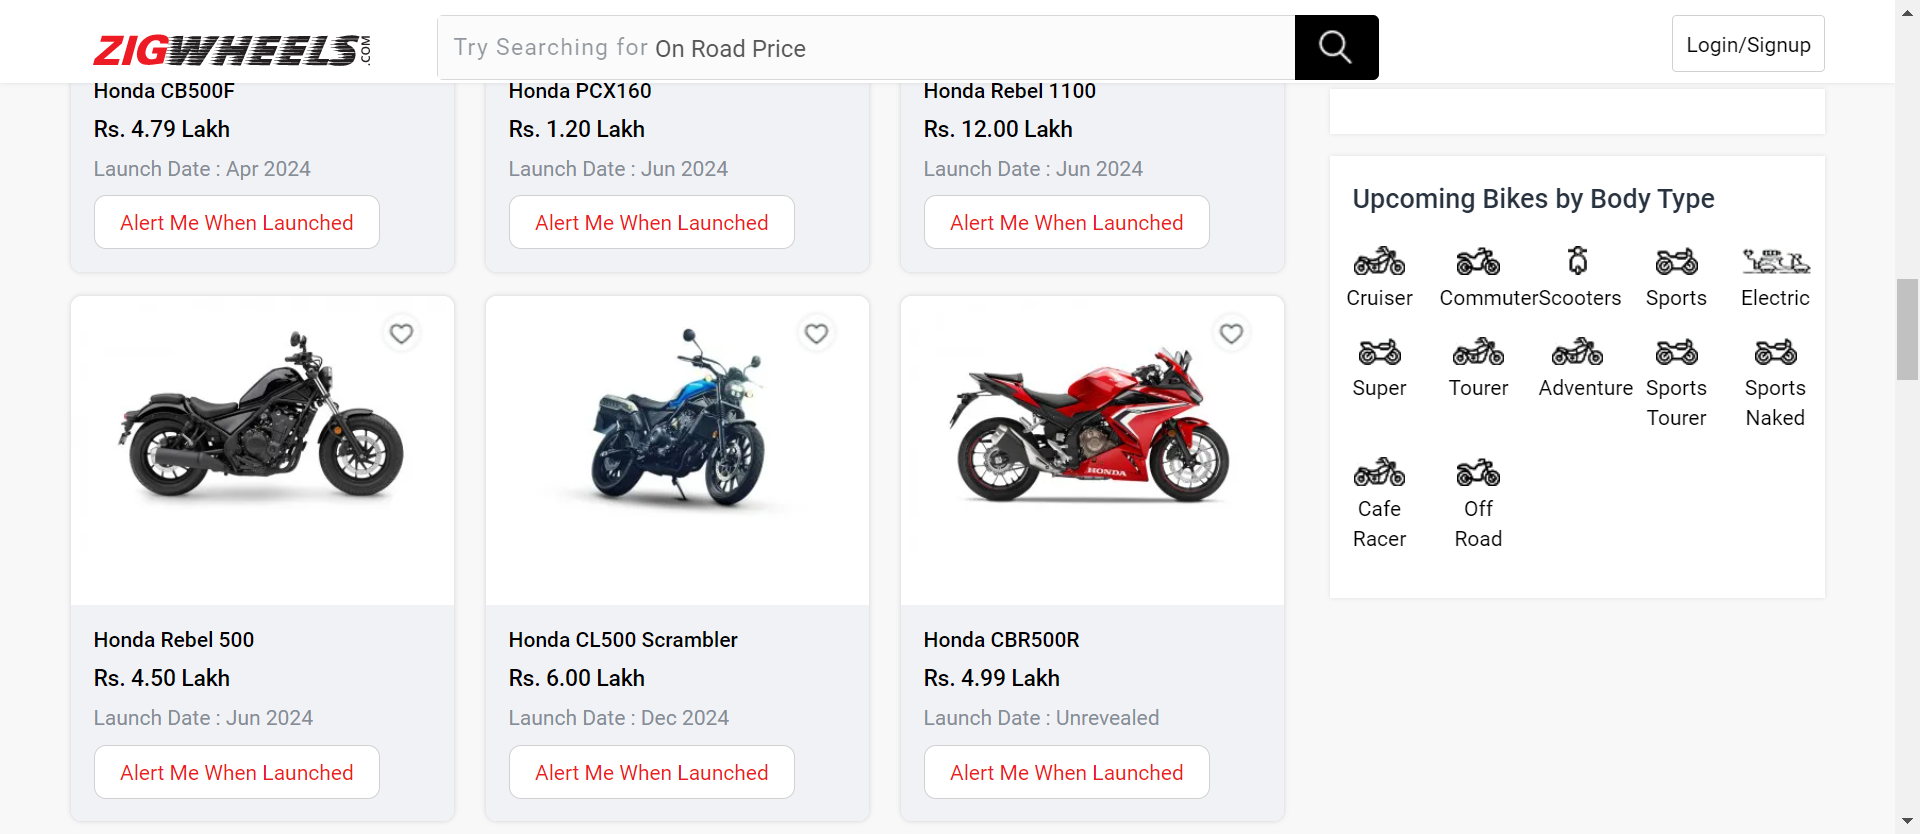 ZIGWHEELS.COM
Try Searching for On Road Price
Login/Signup
Honda CB500F
Rs. 4.79 Lakh
Launch Date : Apr 2024
Alert Me When Launched
Honda PCX160
Rs. 1.20 Lakh
Launch Date : Jun 2024
Alert Me When Launched
Honda Rebel 1100
Rs. 12.00 Lakh
Launch Date : Jun 2024
Alert Me When Launched
Honda Rebel 500
Rs. 4.50 Lakh
Launch Date : Jun 2024
Alert Me When Launched
Honda CL500 Scrambler
Rs. 6.00 Lakh
Launch Date : Dec 2024
Alert Me When Launched
HONDA
Honda CBR500R
Rs. 4.99 Lakh
Launch Date : Unrevealed
Alert Me When Launched
Upcoming Bikes by Body Type
Cruiser
Commuter
Scooters
Sports
Electric
Super
Tourer
Adventure
Sports
Tourer
Sports
Naked
Cafe
Racer
Off
Road